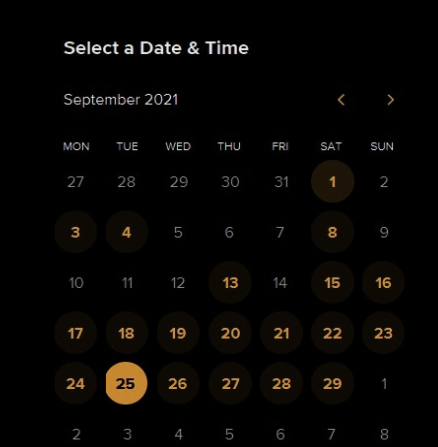 Select a Date & Time
September 2021
MON TUE WED THU FRI SAT SUN
27 28 29 30 31 1 2
3 4 5 6 7 8 9
10 11 12 13 14 15 16
17 18 19 20 21 22 23
24 25 26 27 28 29 1
2 3 4 5 6 7 8